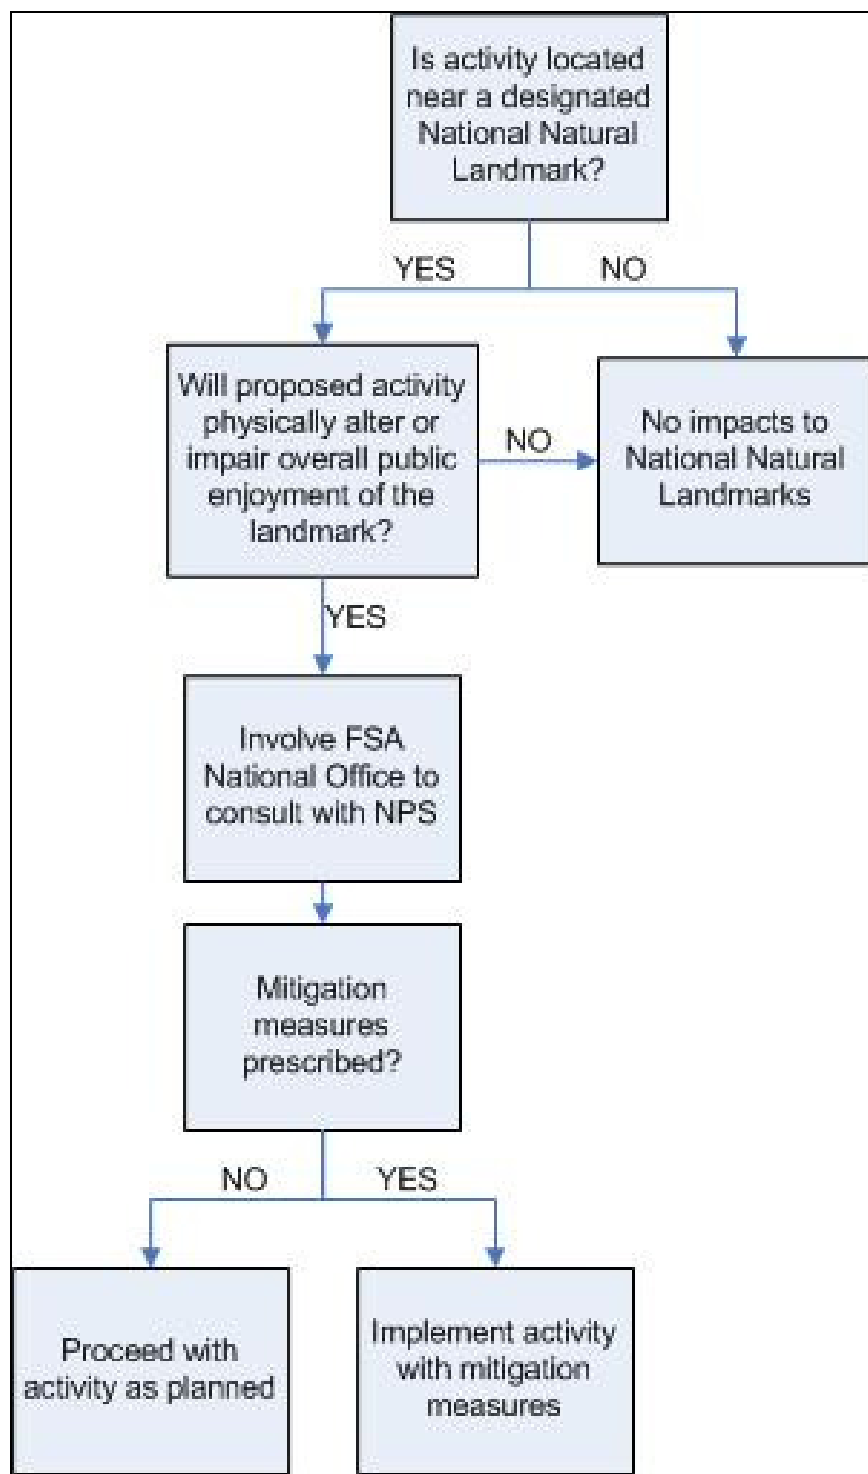 Is activity located
near a designated
National Natural
Landmark?
YES
NO
Will proposed activity
physically alter or
impair overall public
enjoyment of the
landmark?
NO
No impacts to
National Natural
Landmarks
YES
Involve FSA
National Office to
consult with NPS
Mitigation
measures
prescribed?
NO
YES
Proceed with
activity as planned
Implement activity
with mitigation
measures